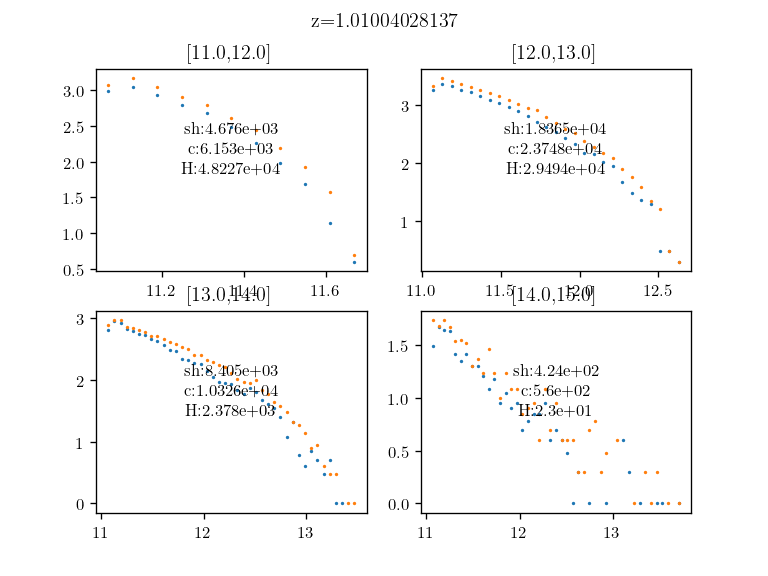 z=1.01004028137
[11.0,12.0]
3.0
2.5
2.0
1.5
1.0
0.5
sh:4.676e+03
c:6.153e+03
H:4.8227e+04
11.2
11.4
11.6
[12.0,13.0]
3
2
1
sh:1.8365e+04
c:2.3748e+04
H:2.9494e+04
11.0
11.5
12.0
12.5
[13.0,14.0]
3
2
1
0
sh:8.405e+03
c:1.0326e+04
H:2.378e+03
11
12
13
[14.0,15.0]
1.5
1.0
0.5
0.0
sh:4.24e+02
c:5.6e+02
H:2.3e+01
11
12
13